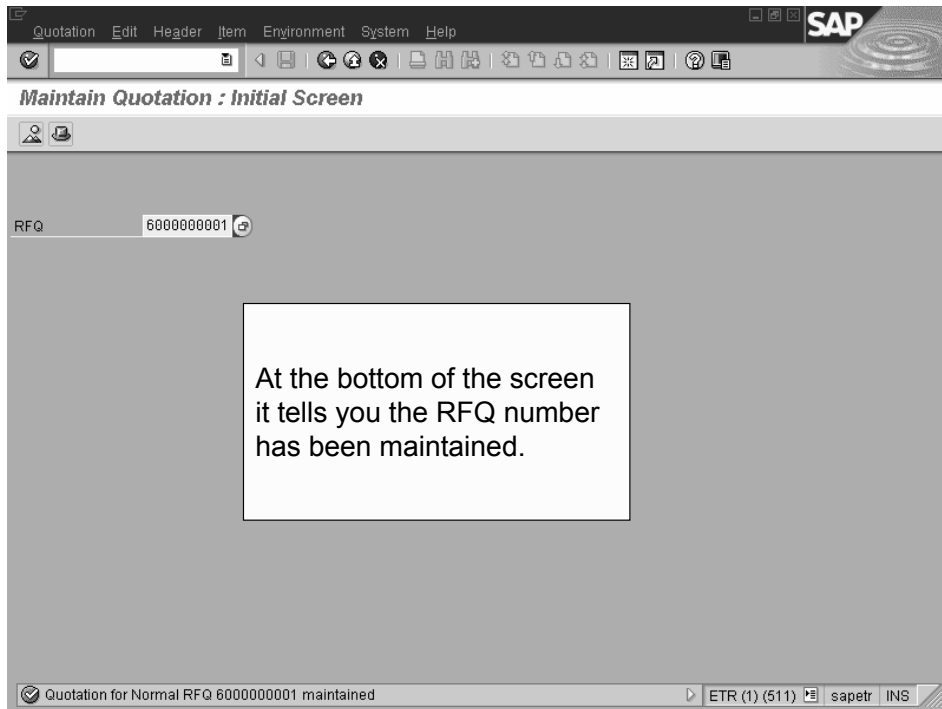 Quotation Edit Header Item Environment System Help
SAP
Maintain Quotation : Initial Screen
RFQ 6000000001
At the bottom of the screen
it tells you the RFQ number
has been maintained.
Quotation for Normal RFQ 6000000001 maintained
ETR (1) (511) sapetr INS